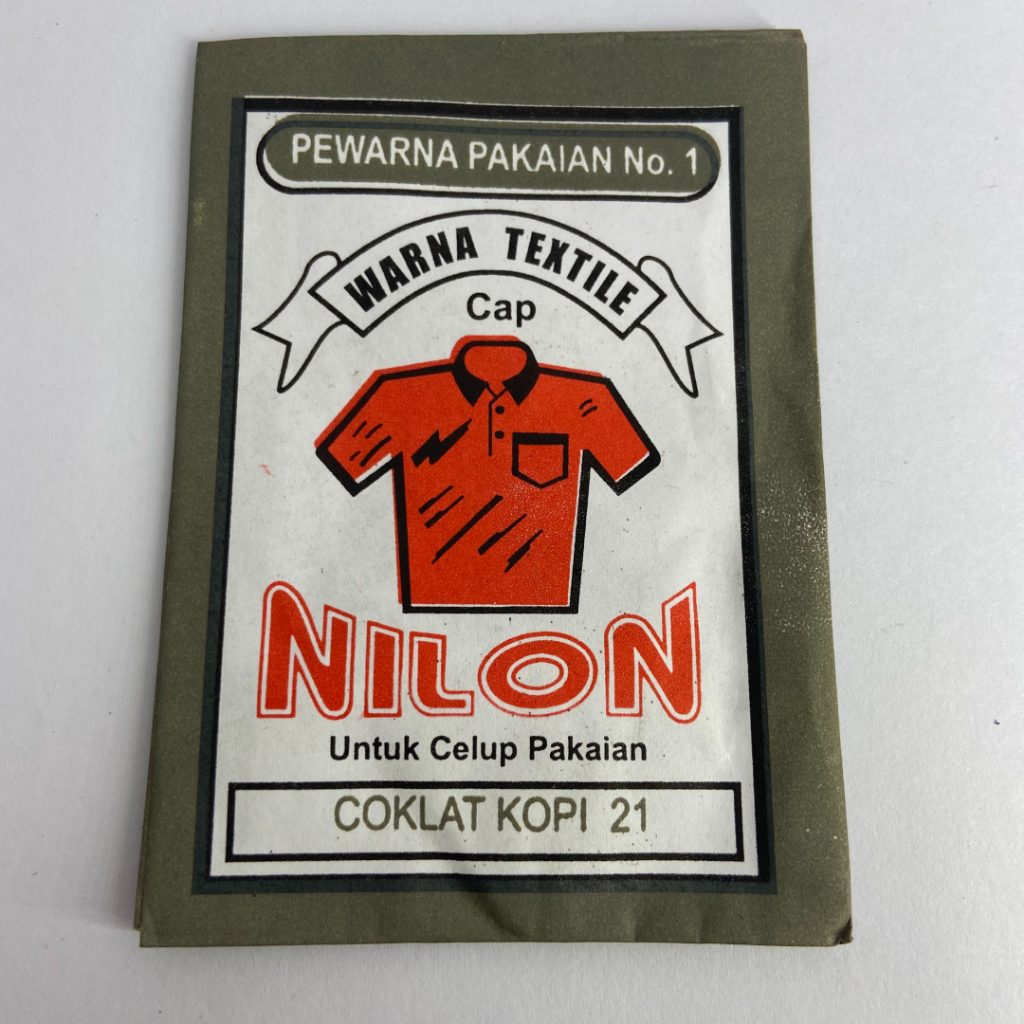 PEWARNA PAKAIAN No. 1
WARNA TEXTILE
Cap
NILON
Untuk Celup Pakaian
COKLAT KOPI 21